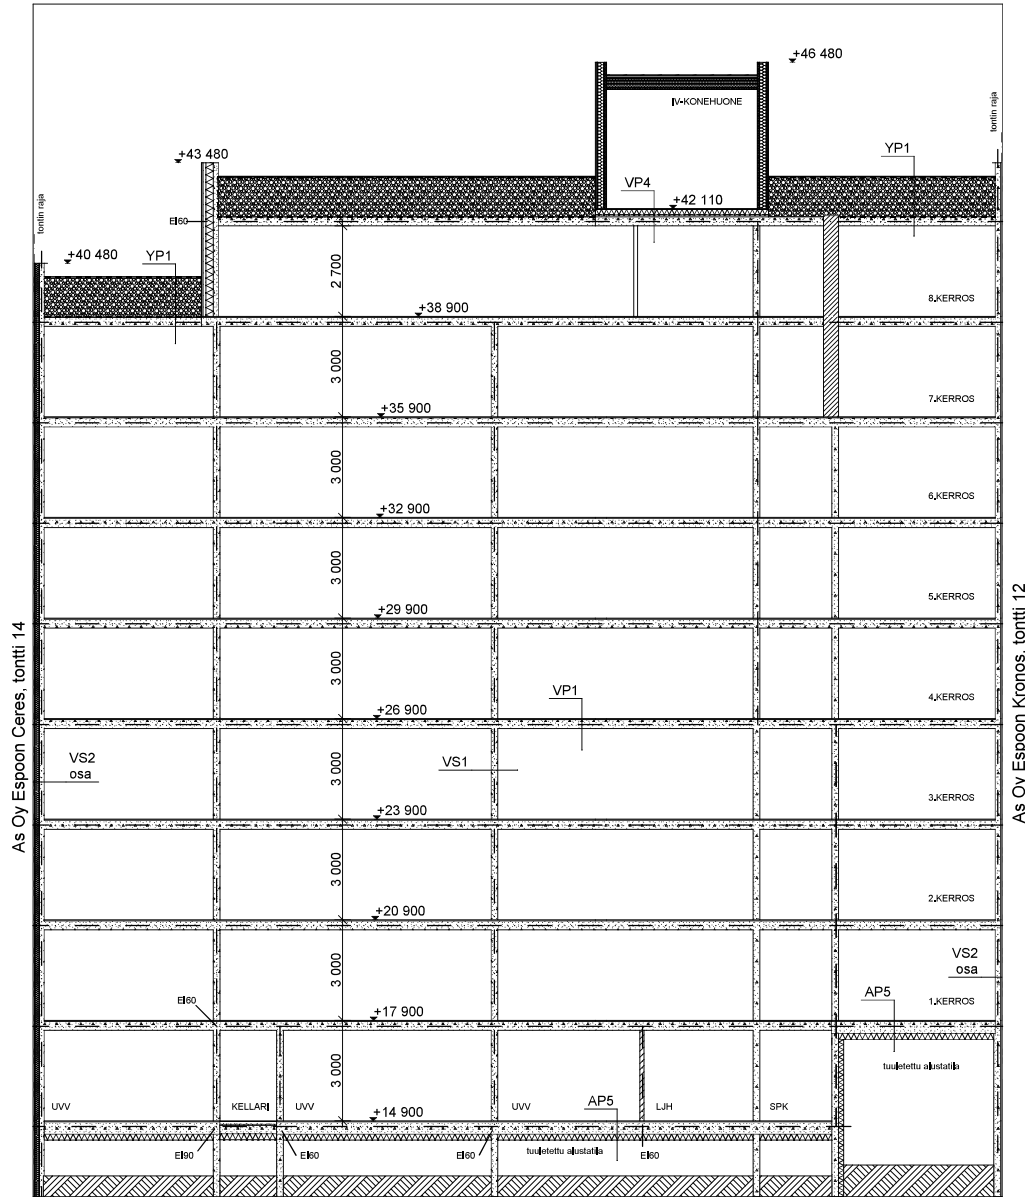 +46 480
IV-KONEHUONE
tontin raja
+43 480
YP1
VP4
tontin raja
+42 110
EI60
+40 480
YP1
2 700
8.KERROS
+38 900
3 000
7.KERROS
+35 900
3 000
6.KERROS
+32 900
3 000
5.KERROS
+29 900
As Oy Espoon Ceres, tontti 14
As Oy Espoon Kronos, tontti 12
3 000
VP1
4.KERROS
+26 900
VS2
osa
VS1
3 000
3.KERROS
+23 900
3 000
2.KERROS
+20 900
3 000
VS2
osa
EI60
AP5
1.KERROS
+17 900
3 000
tuuletettu alustatila
UVV
KELLARI
UVV
+14 900
UVV
AP5
LJH
SPK
EI90
EI60
EI60
tuuletettu alustatila
EI60